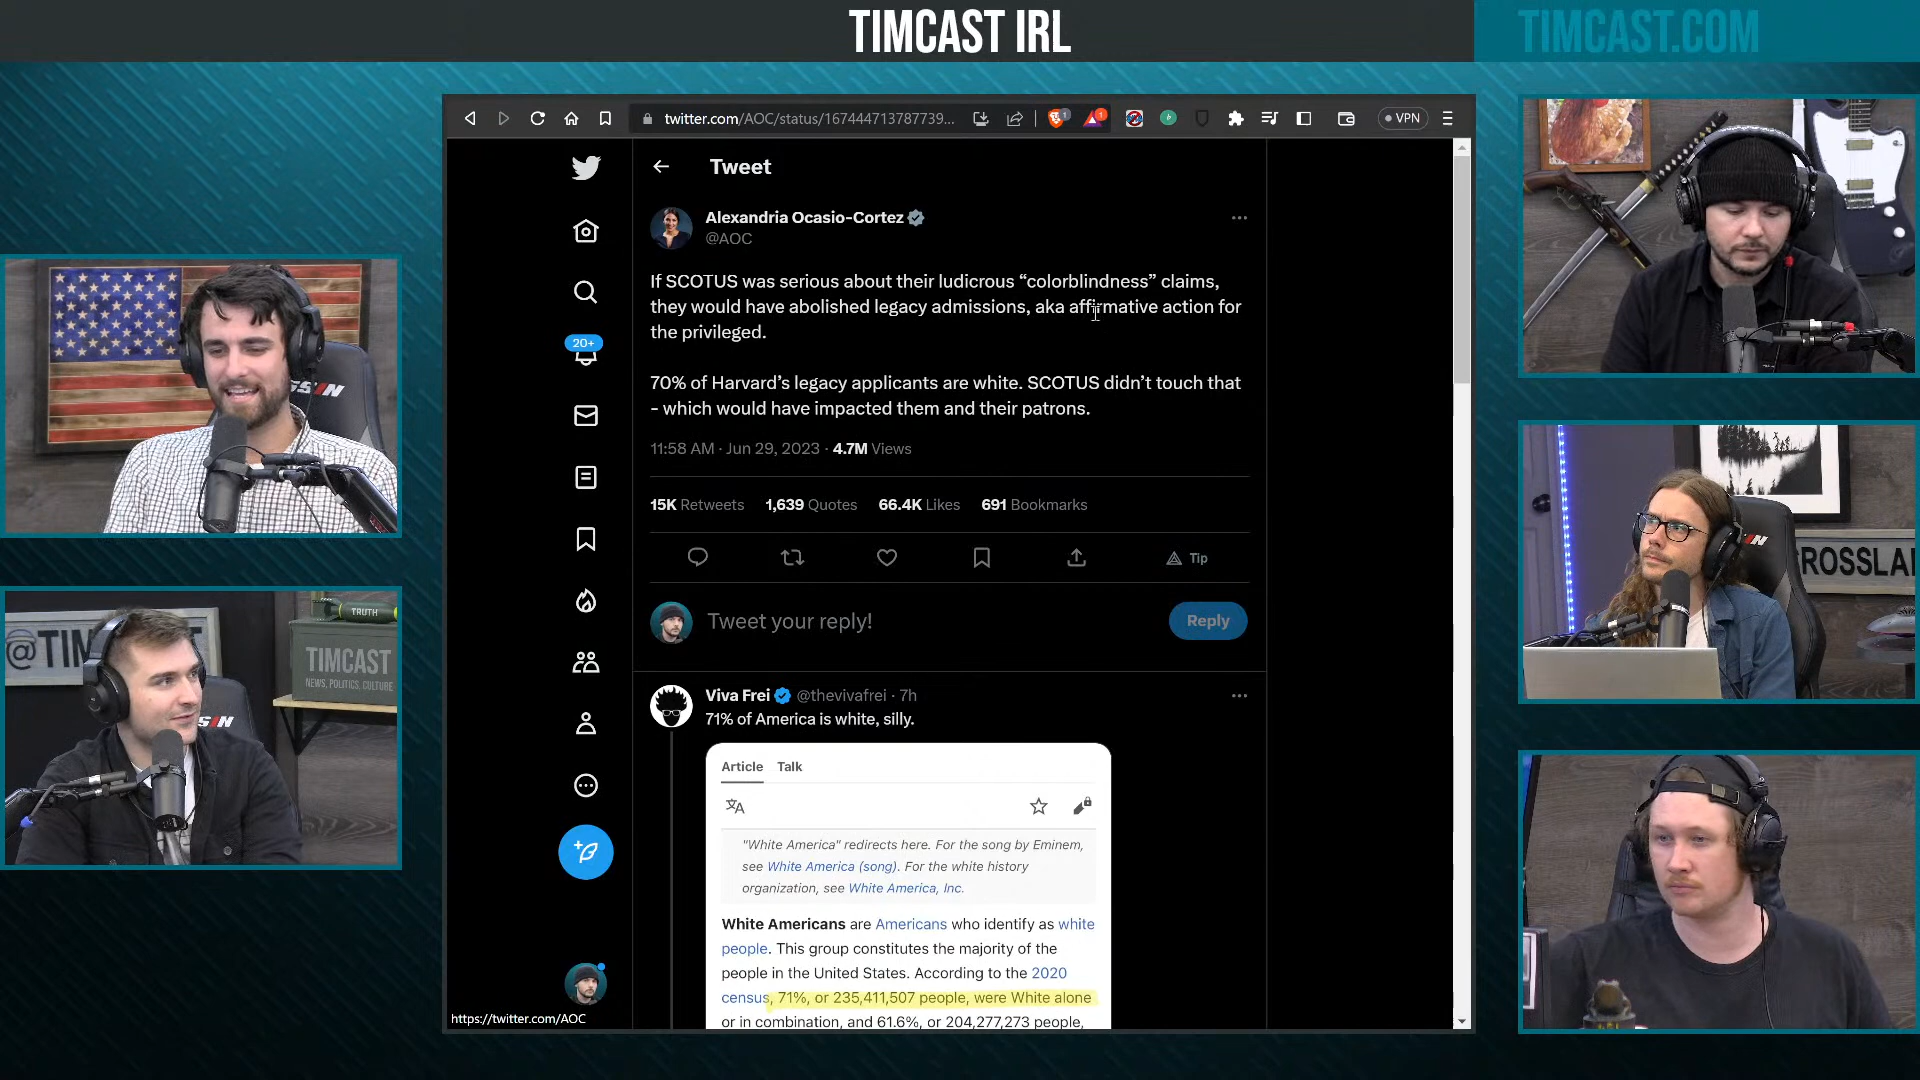 TIMCAST IRL
TIMCAST.COM
twitter.com/AOC/status/167444713787739...
VPN
Tweet
Alexandria Ocasio-Cortez
@AOC
If SCOTUS was serious about their ludicrous “colorblindness” claims,
they would have abolished legacy admissions, aka affirmative action for
the privileged.
70% of Harvard’s legacy applicants are white. SCOTUS didn’t touch that
- which would have impacted them and their patrons.
11:58 AM · Jun 29, 2023 · 4.7M Views
15K Retweets 1,639 Quotes 66.4K Likes 691 Bookmarks
Tip
20+
Tweet your reply!
Reply
Viva Frei @thevivafrei · 7h
71% of America is white, silly.
Article Talk
"White America" redirects here. For the song by Eminem,
see White America (song). For the white history
organization, see White America, Inc.
White Americans are Americans who identify as white
people. This group constitutes the majority of the
people in the United States. According to the 2020
census, 71%, or 235,411,507 people, were White alone
or in combination, and 61.6%, or 204,277,273 people,
https://twitter.com/AOC
@TIM
TRUTH
TIMCAST
NEWS, POLITICS, CULTURE
CROSSLA